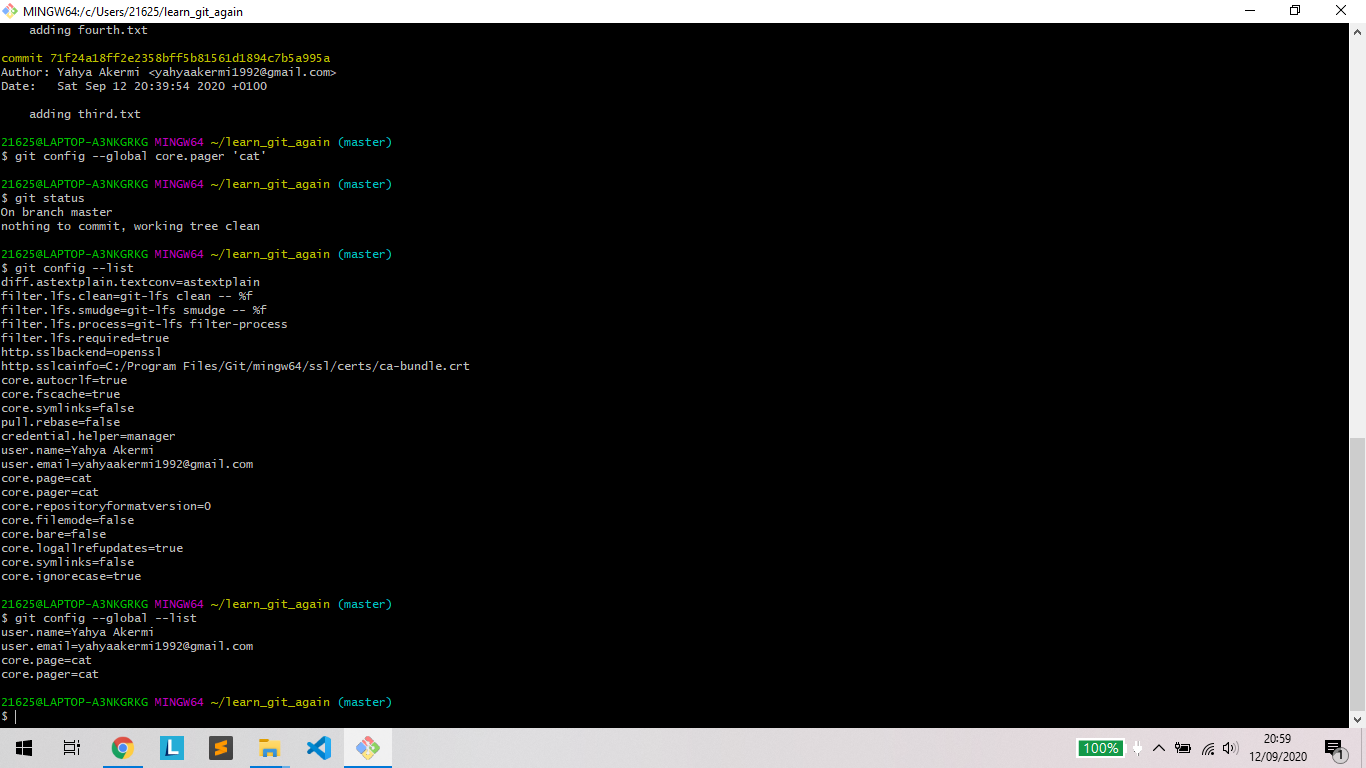 MINGW64:/c/Users/21625/learn_git_again
    adding fourth.txt
commit 71f24a18ff2e2358bff5b81561d1894c7b5a995a
Author: Yahya Akermi <yahyaakermi1992@gmail.com>
Date:   Sat Sep 12 20:39:54 2020 +0100
    adding third.txt
21625@LAPTOP-A3NKGRKG MINGW64 ~/learn_git_again (master)
$ git config --global core.pager 'cat'
21625@LAPTOP-A3NKGRKG MINGW64 ~/learn_git_again (master)
$ git status
On branch master
nothing to commit, working tree clean
21625@LAPTOP-A3NKGRKG MINGW64 ~/learn_git_again (master)
$ git config --list
diff.astextplain.textconv=astextplain
filter.lfs.clean=git-lfs clean -- %f
filter.lfs.smudge=git-lfs smudge -- %f
filter.lfs.process=git-lfs filter-process
filter.lfs.required=true
http.sslbackend=openssl
http.sslcainfo=C:/Program Files/Git/mingw64/ssl/certs/ca-bundle.crt
core.autocrlf=true
core.fscache=true
core.symlinks=false
pull.rebase=false
credential.helper=manager
user.name=Yahya Akermi
user.email=yahyaakermi1992@gmail.com
core.page=cat
core.pager=cat
core.repositoryformatversion=0
core.filemode=false
core.bare=false
core.logallrefupdates=true
core.symlinks=false
core.ignorecase=true
21625@LAPTOP-A3NKGRKG MINGW64 ~/learn_git_again (master)
$ git config --global --list
user.name=Yahya Akermi
user.email=yahyaakermi1992@gmail.com
core.page=cat
core.pager=cat
21625@LAPTOP-A3NKGRKG MINGW64 ~/learn_git_again (master)
$
L
100%
20:59
12/09/2020
1